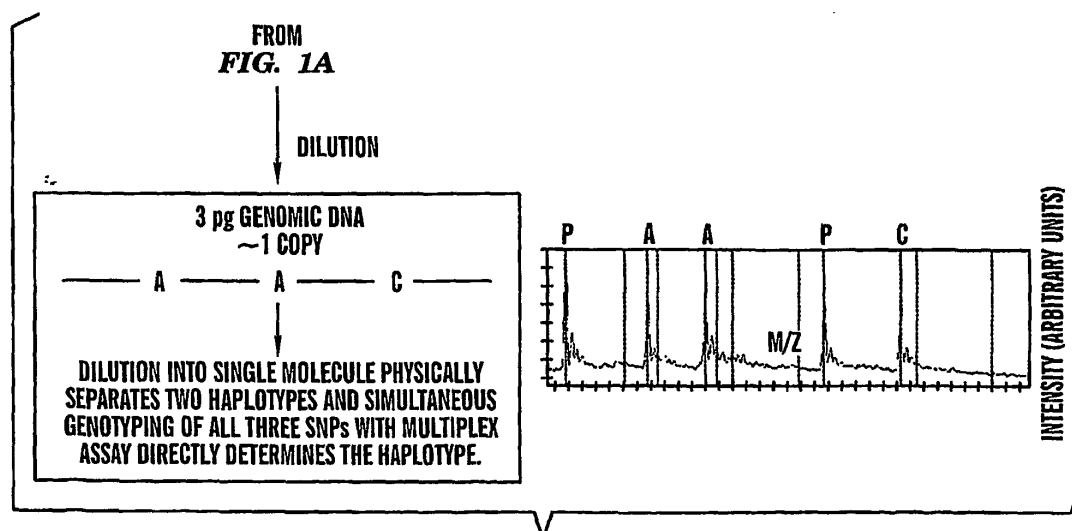 FROM
FIG. 1A
DILUTION
3 pg GENOMIC DNA
~1 COPY
A A C
DILUTION INTO SINGLE MOLECULE PHYSICALLY
SEPARATES TWO HAPLOTYPES AND SIMULTANEOUS
GENOTYPING OF ALL THREE SNPs WITH MULTIPLEX
ASSAY DIRECTLY DETERMINES THE HAPLOTYPE.
P A A P C
M/Z
INTENSITY (ARBITRARY UNITS)